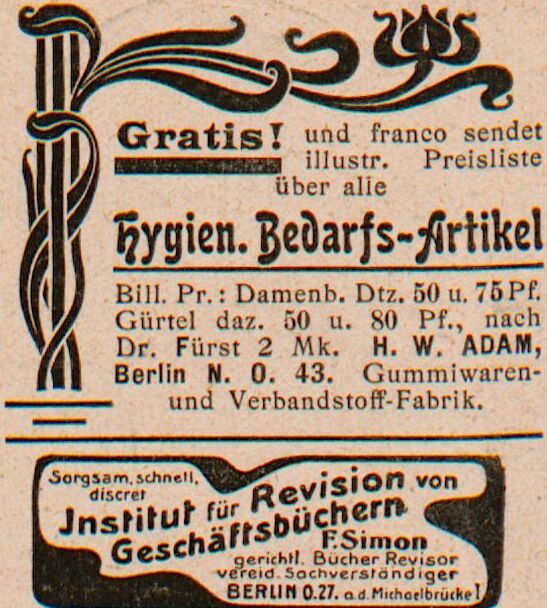 Gratis! und franco sendet
illustr. Preisliste
über alle
Hygien. Bedarfs-Artikel
Bill. Pr.: Damenb. Dtz. 50 u. 75 Pf.
Gürtel daz. 50 u. 80 Pf., nach
Dr. Fürst 2 Mk. H. W. ADAM,
Berlin N. O. 43. Gummiwaren-
und Verbandstoff-Fabrik.
Sorgsam, schnell,
discret
Institut für Revision von
Geschäftsbüchern
F. Simon
gerichtl. Bücher Revisor
vereid. Sachverständiger
BERLIN O.27. a.d. Michaelbrücke 1